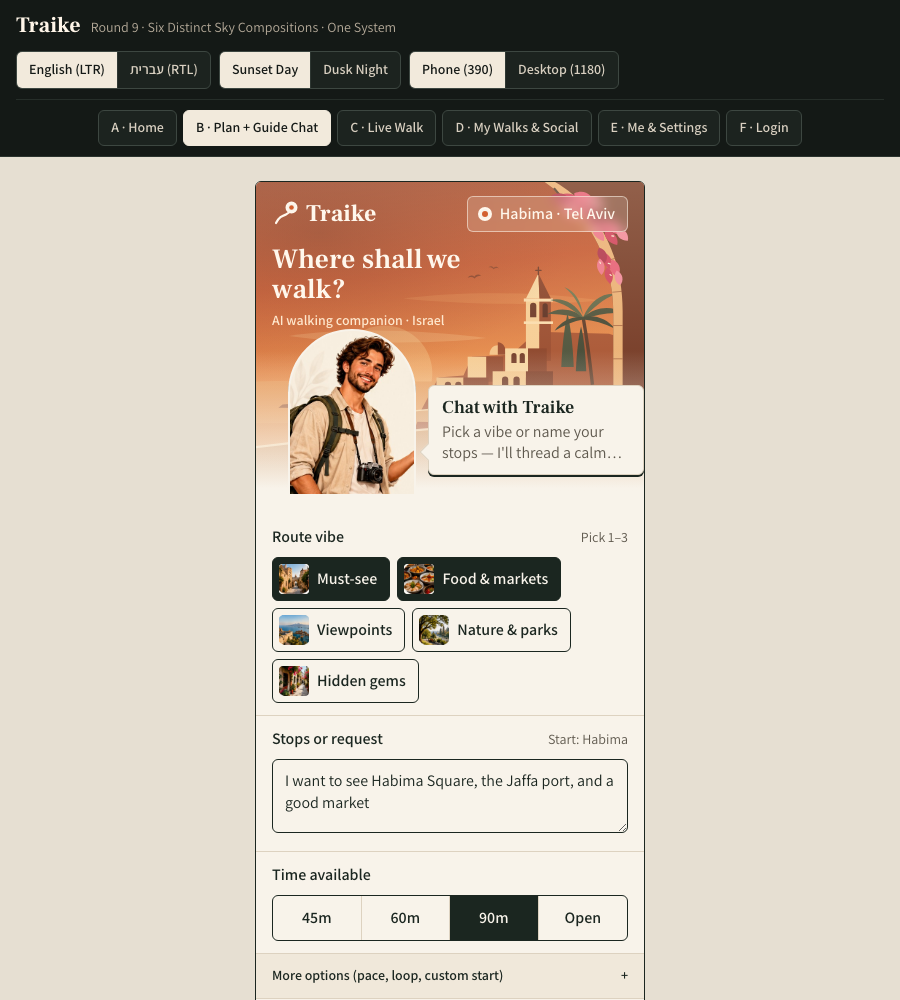 Traike Round 9 · Six Distinct Sky Compositions · One System
English (LTR) עברית (RTL) Sunset Day Dusk Night Phone (390) Desktop (1180)
A · Home B · Plan + Guide Chat C · Live Walk D · My Walks & Social E · Me & Settings F · Login
Traike Habima · Tel Aviv
Where shall we
walk?
AI walking companion · Israel
Chat with Traike
Pick a vibe or name your
stops — I'll thread a calm…
Route vibe Pick 1–3
Must-see Food & markets
Viewpoints Nature & parks
Hidden gems
Stops or request Start: Habima
I want to see Habima Square, the Jaffa port, and a
good market
Time available
45m 60m 90m Open
More options (pace, loop, custom start) +